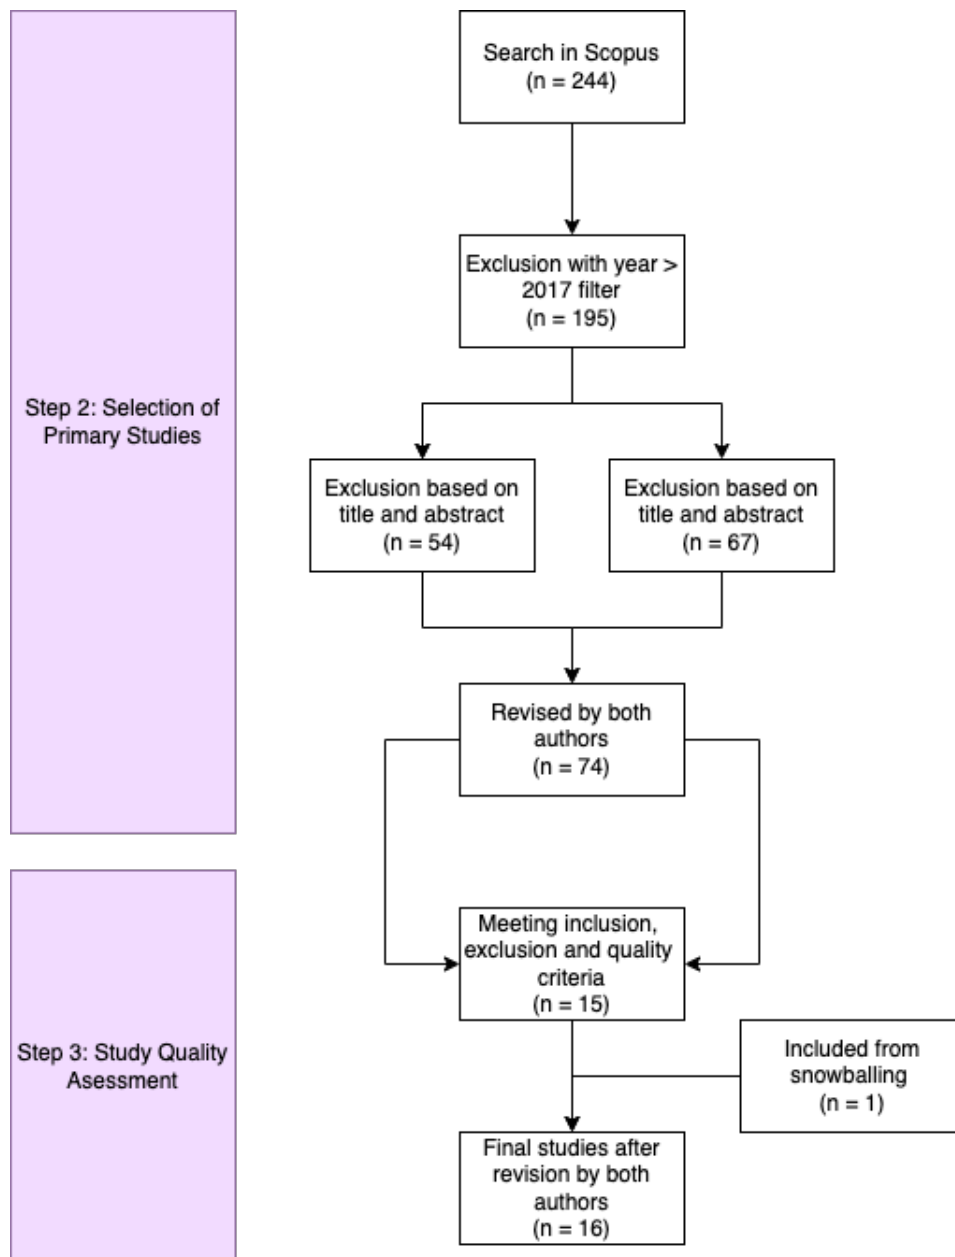 Search in Scopus
(n = 244)
Exclusion with year >
2017 filter
(n = 195)
Step 2: Selection of
Primary Studies
Exclusion based on
title and abstract
(n = 54)
Exclusion based on
title and abstract
(n = 67)
Revised by both
authors
(n = 74)
Meeting inclusion,
exclusion and quality
criteria
(n = 15)
Step 3: Study Quality
Asessment
Included from
snowballing
(n = 1)
Final studies after
revision by both
authors
(n = 16)